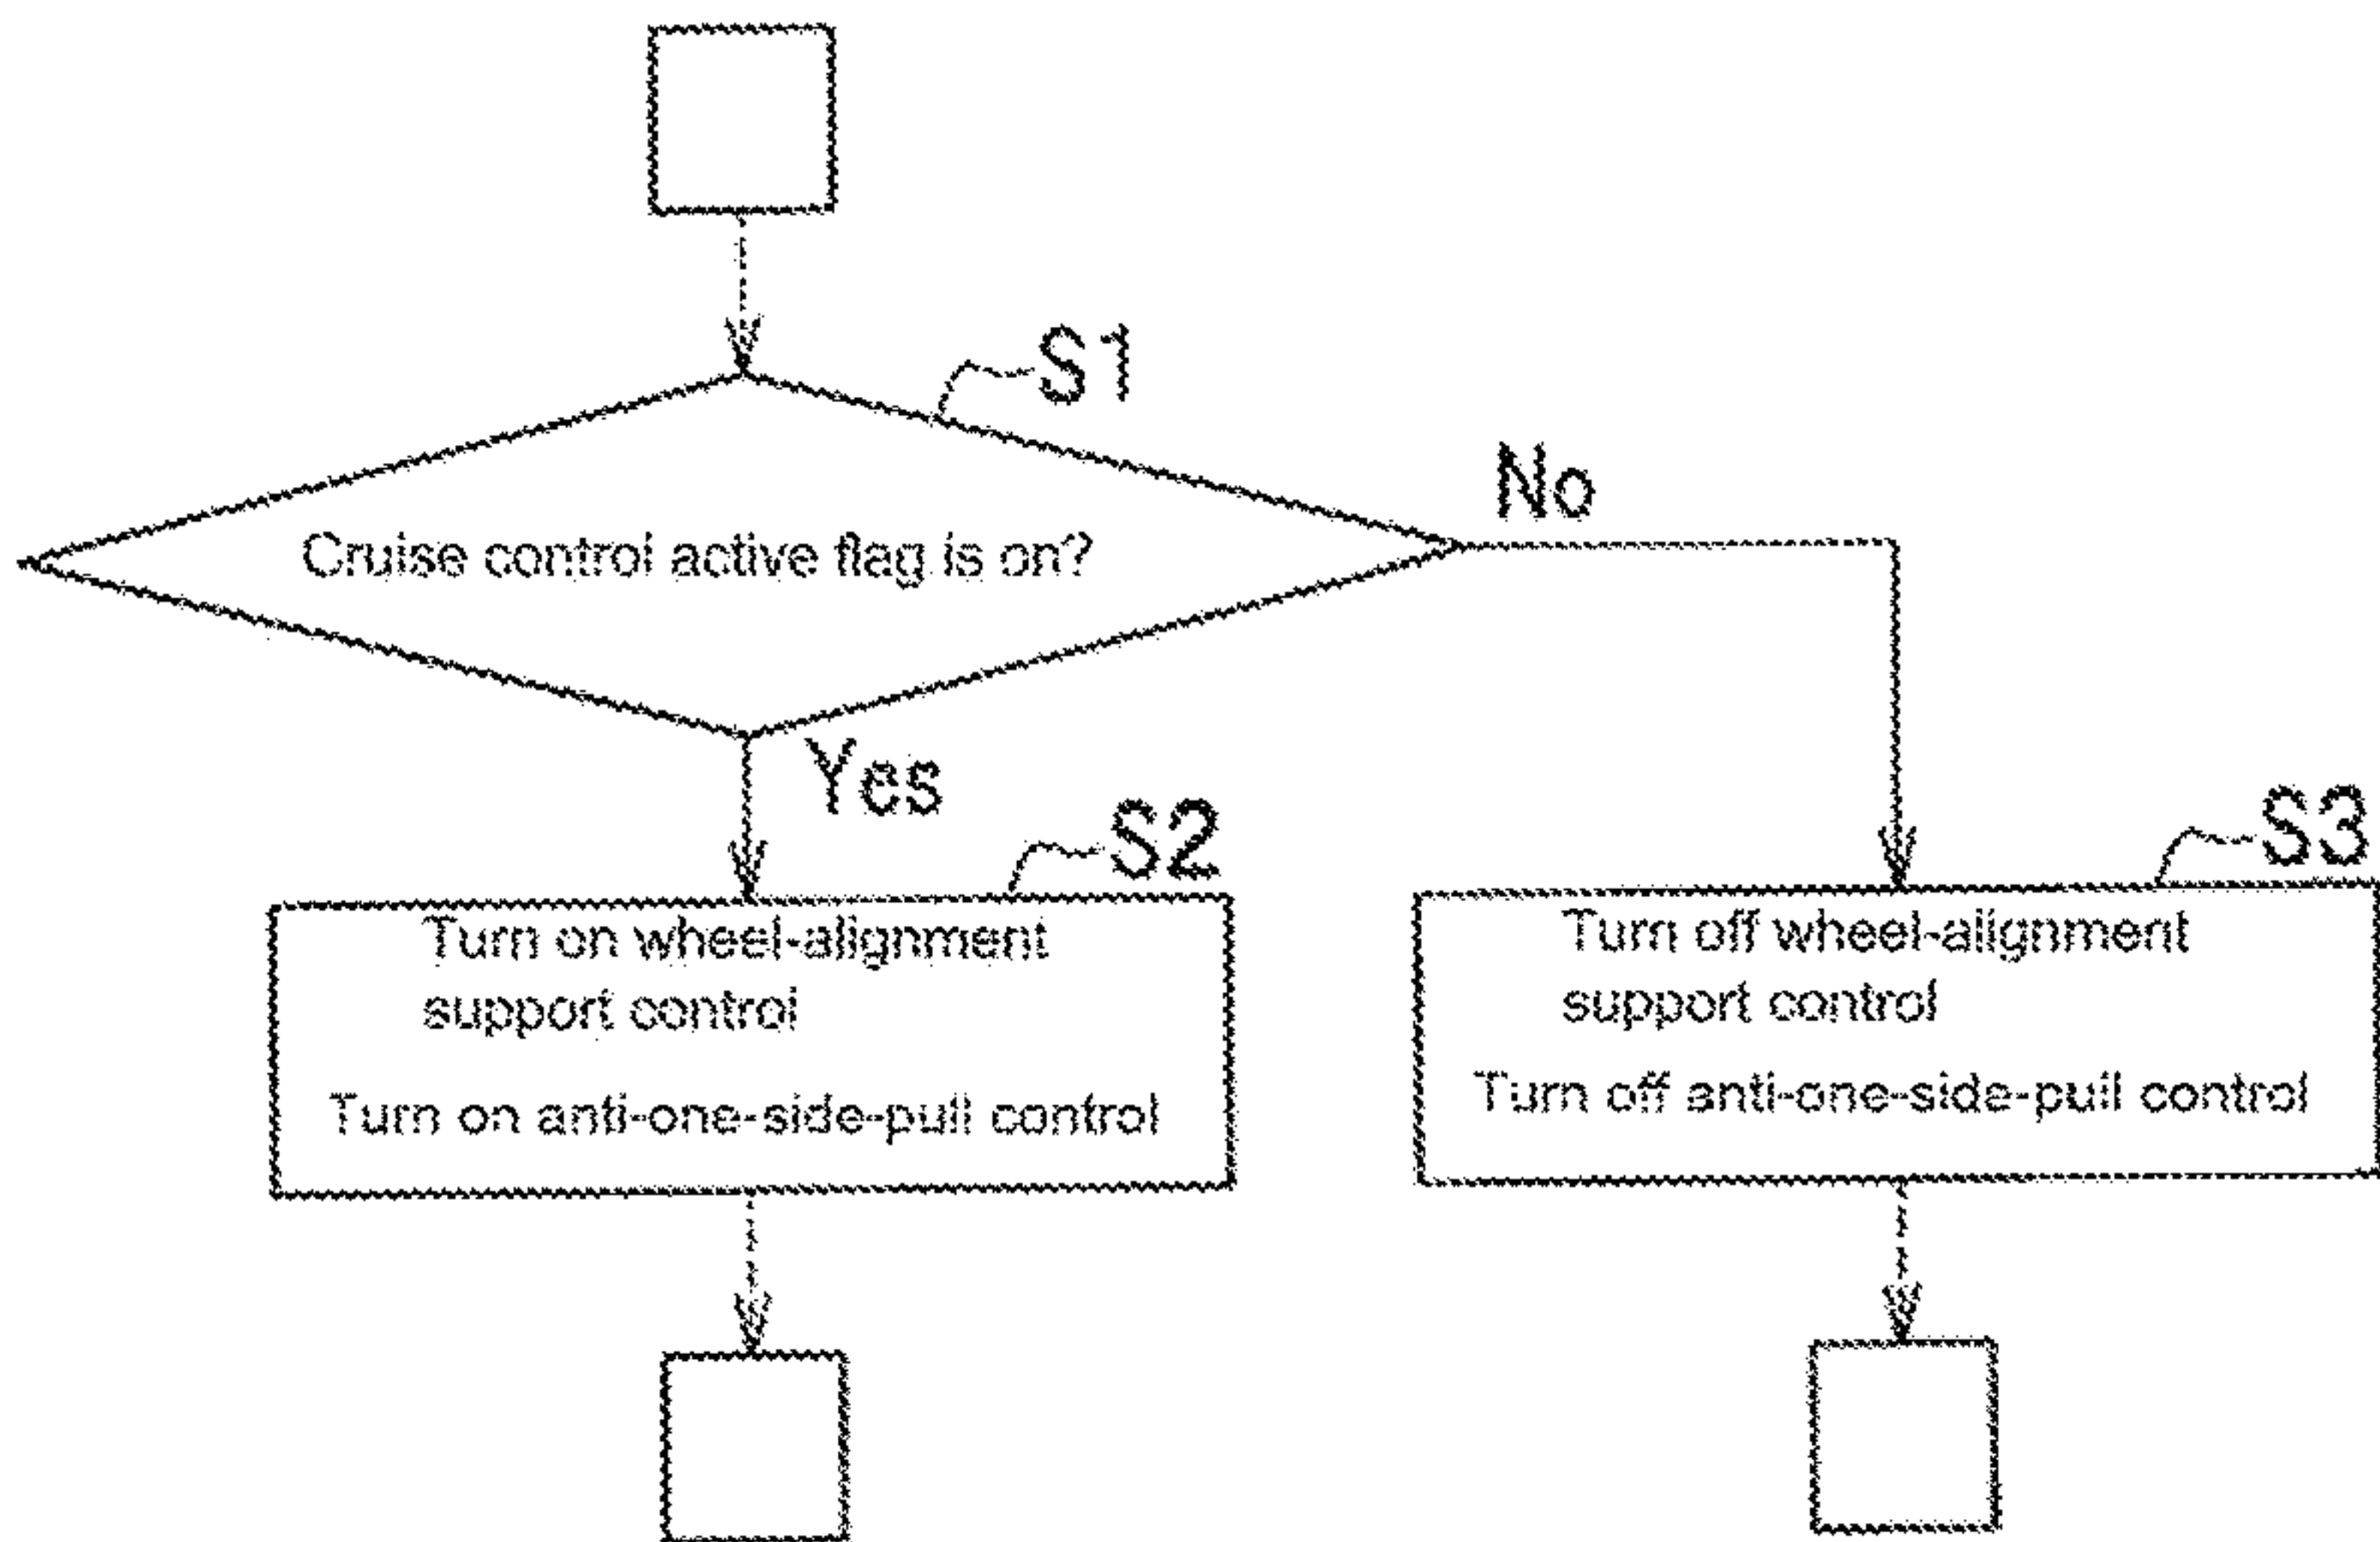 S1
No
Cruise control active flag is on?
Yes
S2
S3
Turn on wheel-alignment
support control
Turn on anti-one-side-pull control
Turn off wheel-alignment
support control
Turn off anti-one-side-pull control